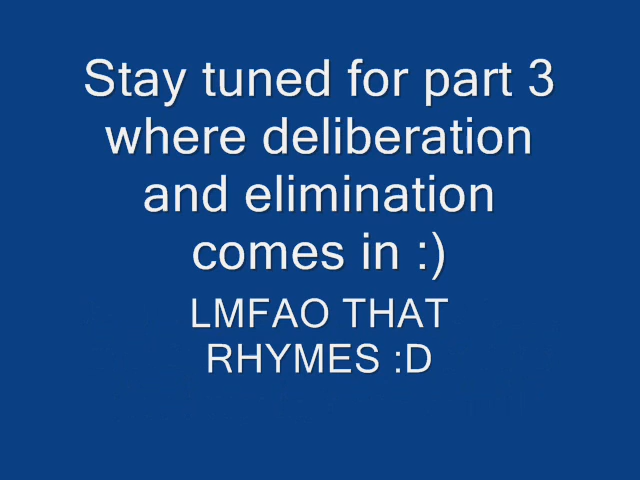 Stay tuned for part 3
where deliberation
and elimination
comes in :)
LMFAO THAT
RHYMES :D